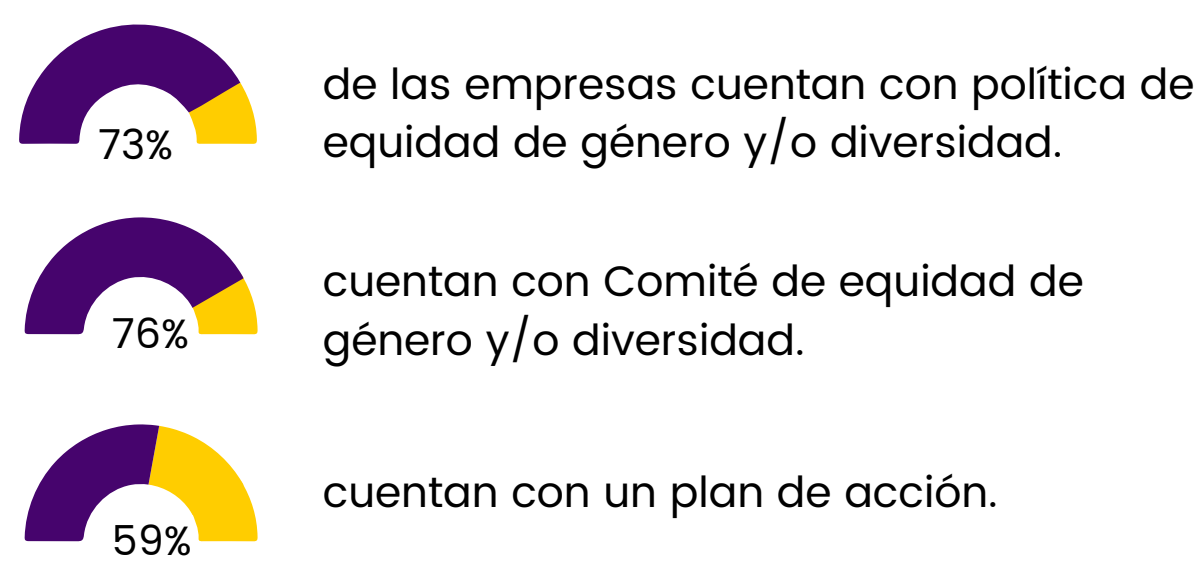 73%
de las empresas cuentan con política de
equidad de género y/o diversidad.
76%
cuentan con Comité de equidad de
género y/o diversidad.
59%
cuentan con un plan de acción.